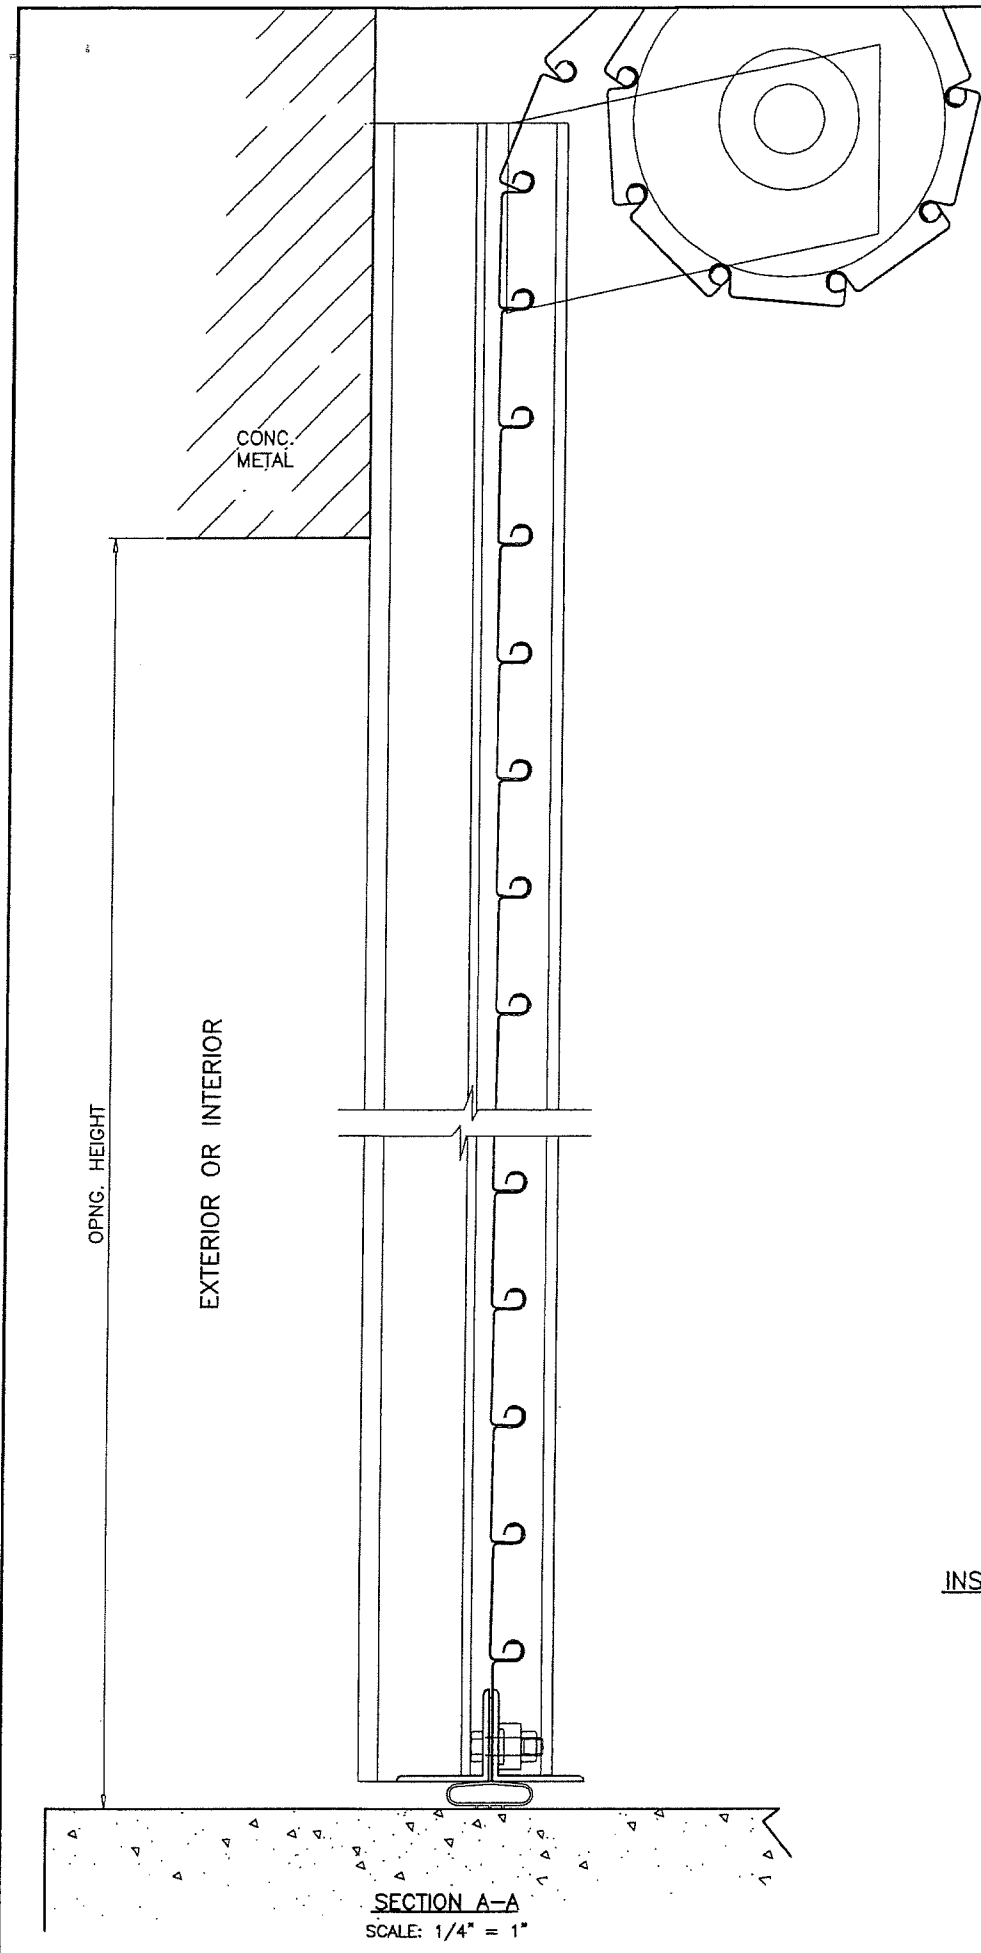 CONC.
METAL
OPNG. HEIGHT
EXTERIOR OR INTERIOR
INS
SECTION A-A
SCALE: 1/4" = 1"